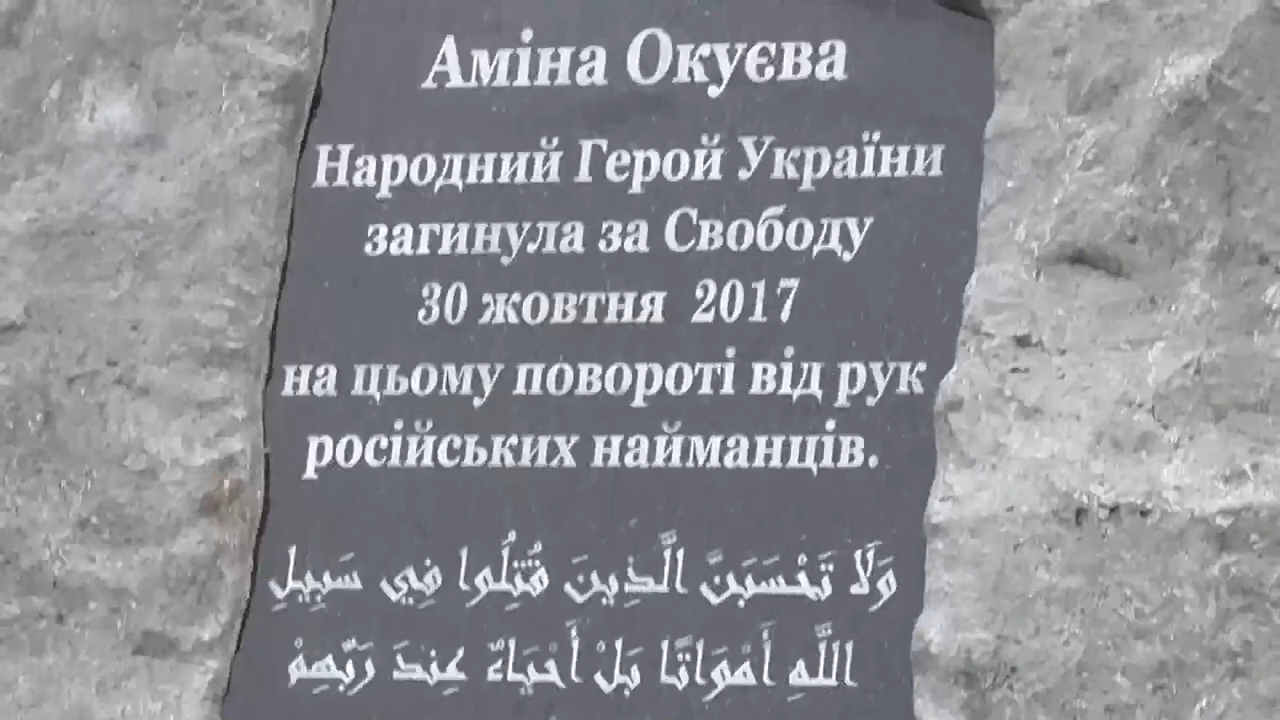 Аміна Окуєва
Народний Герой України
загинула за Свободу
30 жовтня 2017
на цьому повороті від рук
російських найманців.
وَلَا تَحْسَبَنَّ الَّذِينَ قُتِلُوا فِي سَبِيلِ
اللَّهِ أَمْوَاتًا بَلْ أَحْيَاءٌ عِندَ رَبِّهِمْ